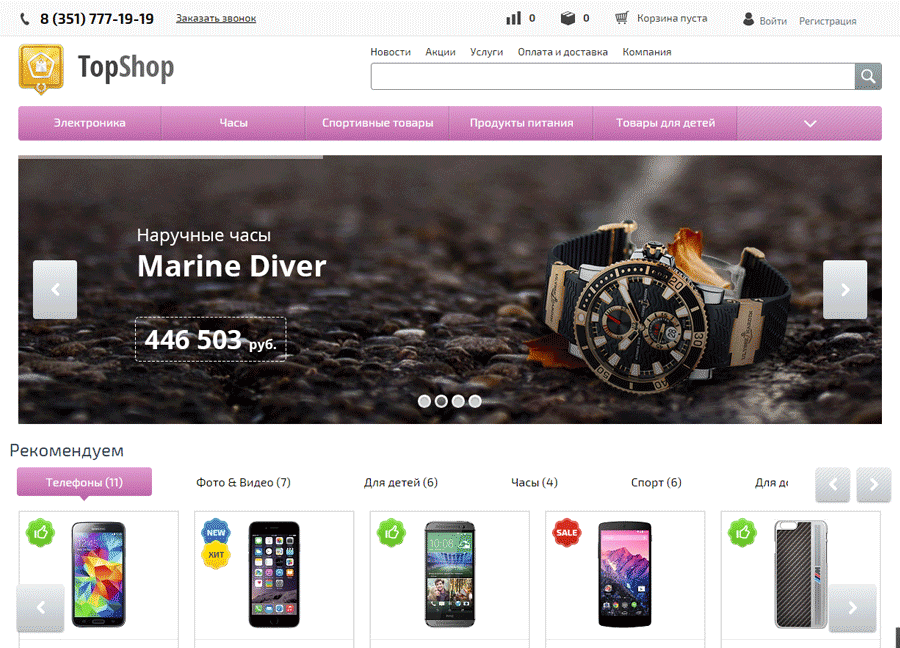 8 (351) 777-19-19 Заказать звонок 0 0 Корзина пуста Войти Регистрация
TopShop
Новости Акции Услуги Оплата и доставка Компания
Электроника Часы Спортивные товары Продукты питания Товары для детей
Наручные часы
Marine Diver
446 503 руб.
Рекомендуем
Телефоны (11) Фото & Видео (7) Для детей (6) Часы (4) Спорт (6) Для
NEW SALE
ХИТ